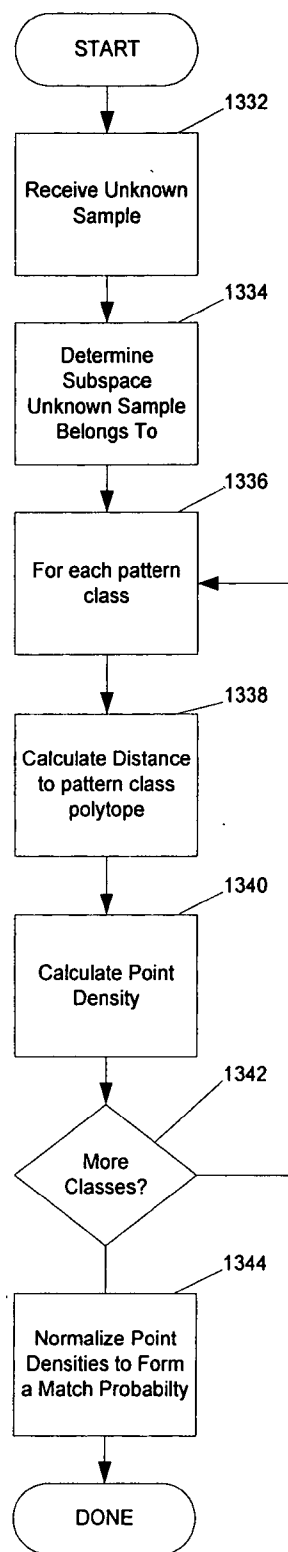 START
1332
Receive Unknown
Sample
1334
Determine
Subspace
Unknown Sample
Belongs To
1336
For each pattern
class
1338
Calculate Distance
to pattern class
polytope
1340
Calculate Point
Density
1342
More
Classes?
1344
Normalize Point
Densities to Form
a Match Probabilty
DONE